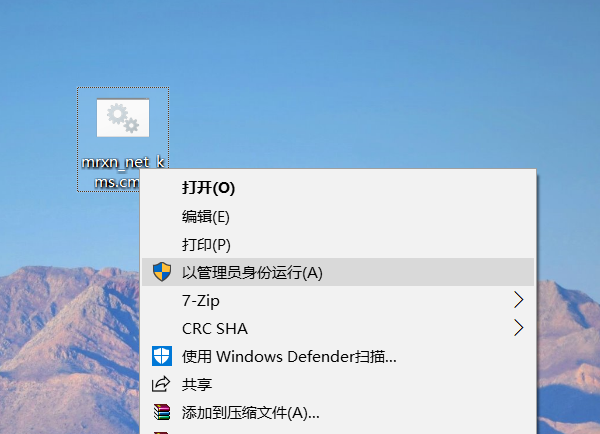 mrxn_net_k
ms.cm
打开(O)
编辑(E)
打印(P)
以管理员身份运行(A)
7-Zip
CRC SHA
使用 Windows Defender扫描...
共享
添加到压缩文件(A)...